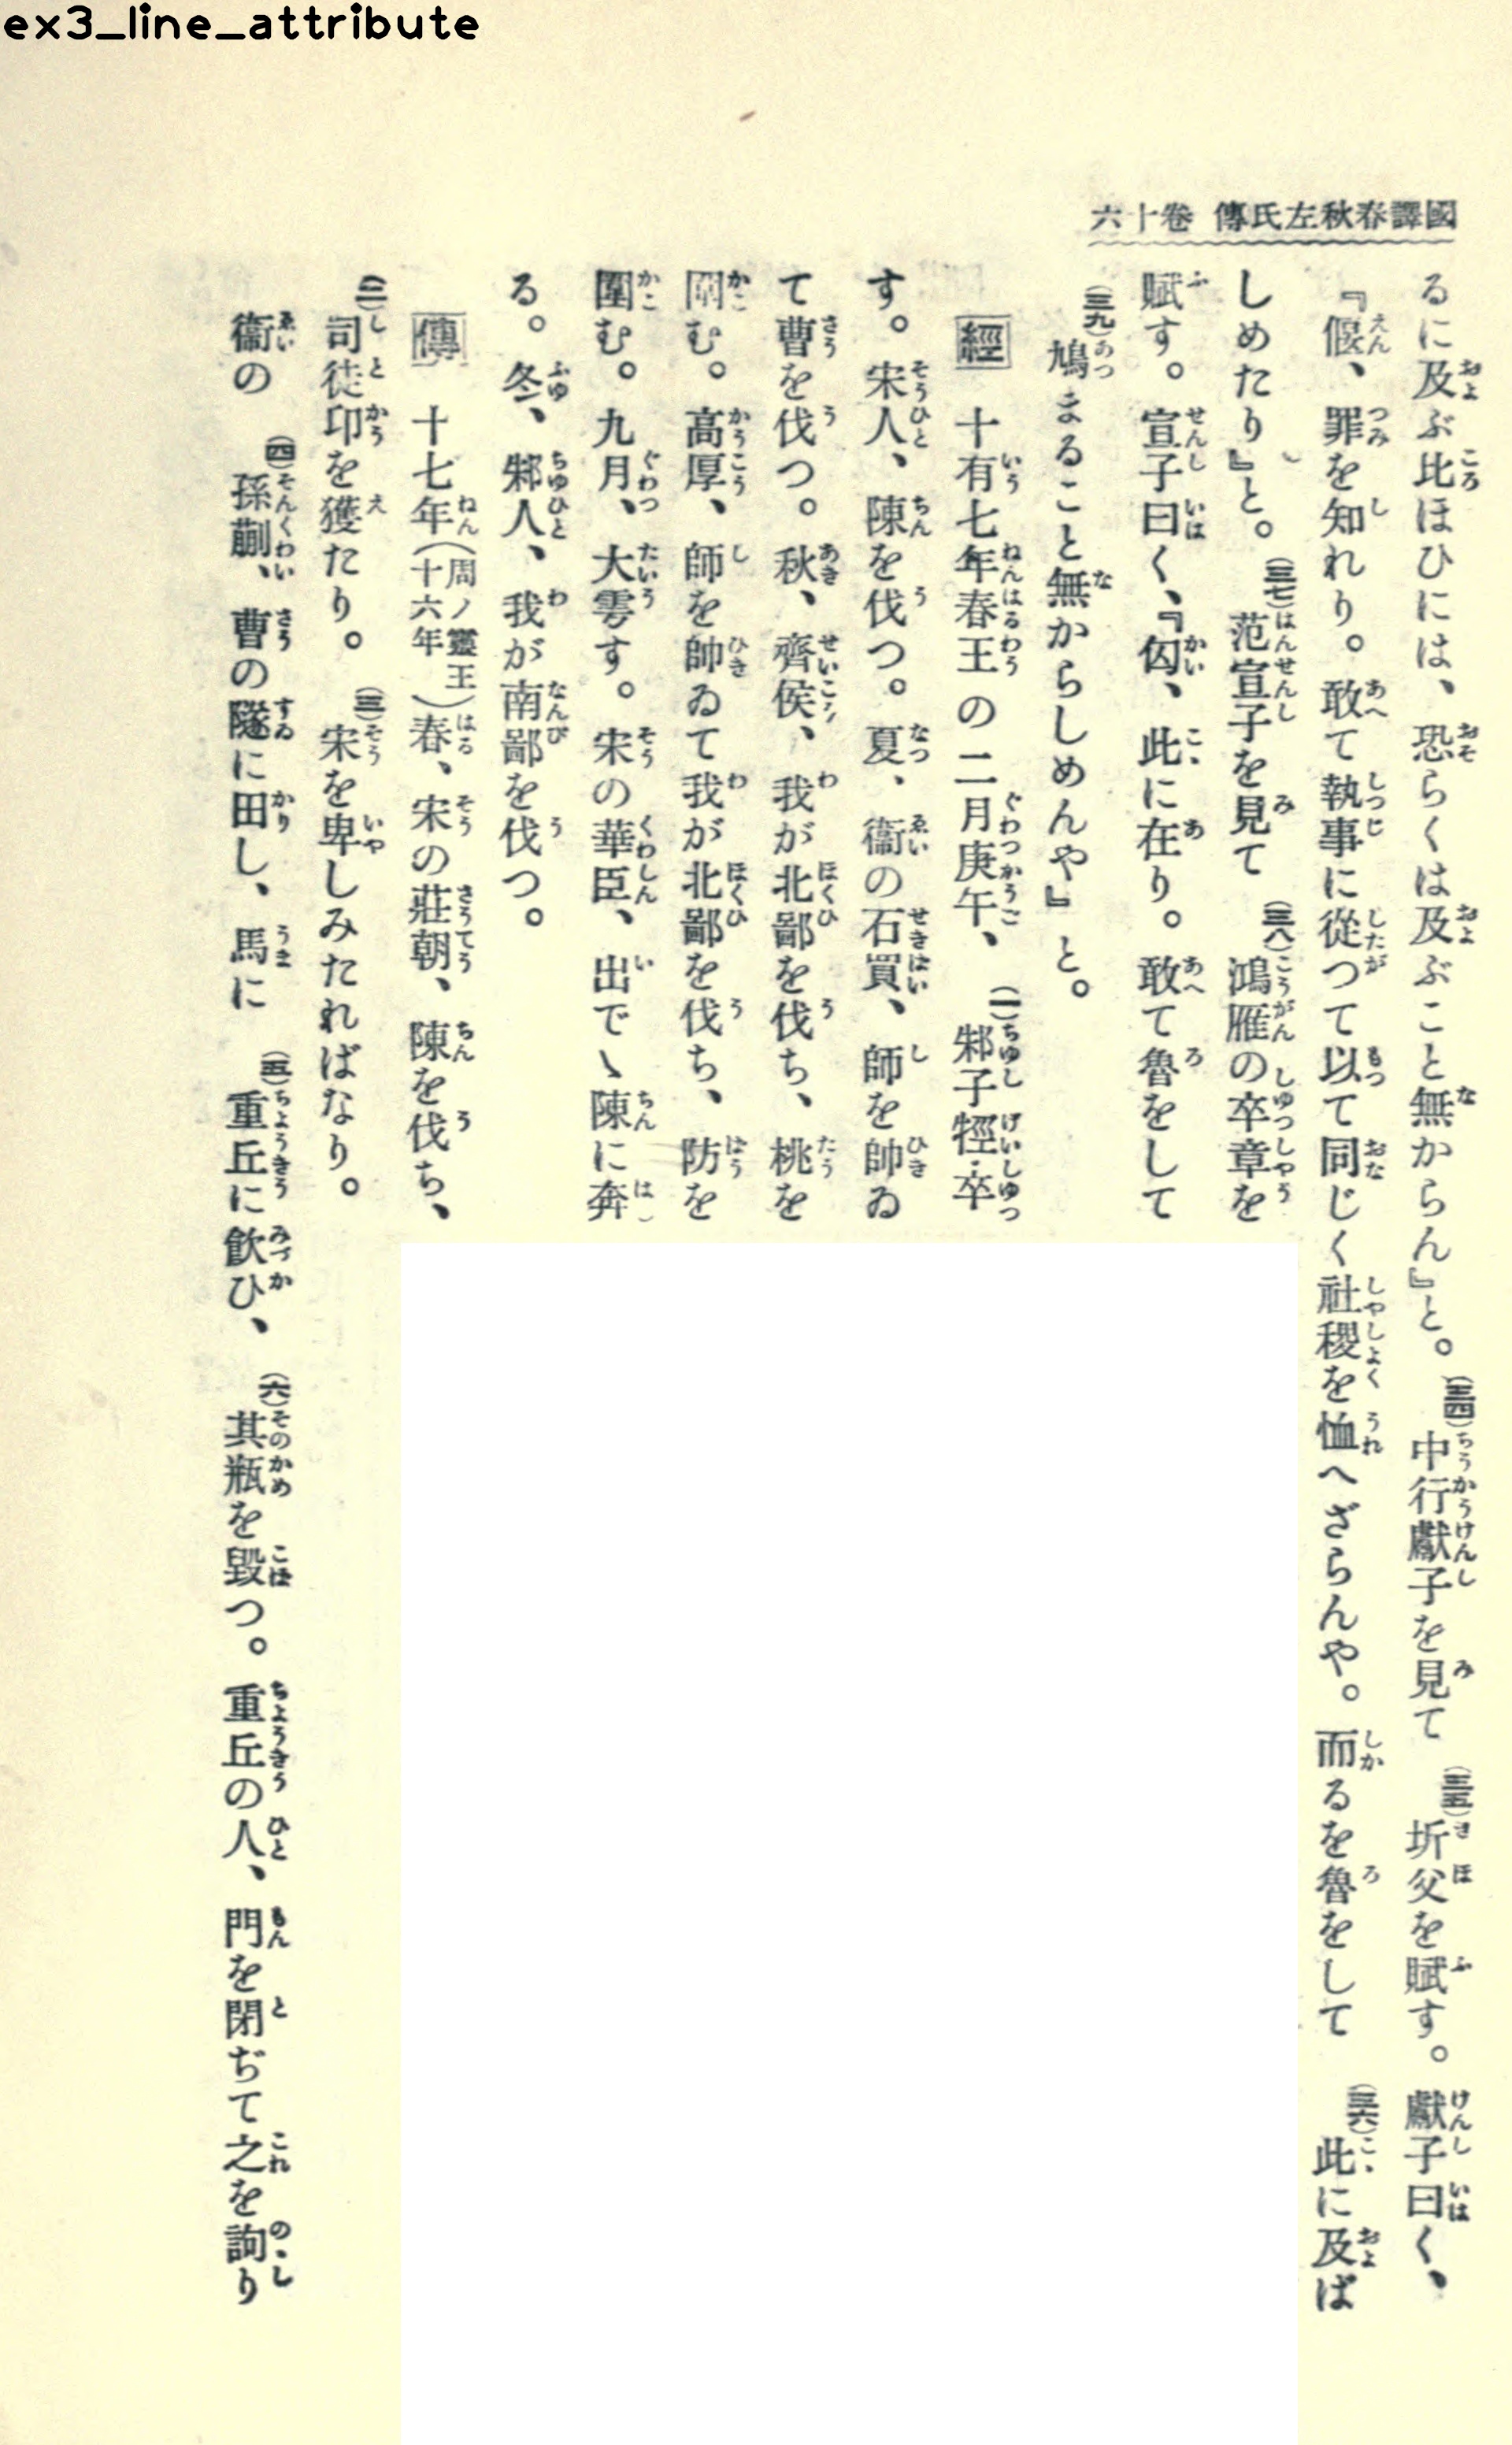 ex3_line_attribute
國譯春秋左氏傳 卷十六
るに及ぶ比ほひには、恐らくは及ぶこと無からん』と。(三四)中行獻子を見て(三五)圻父を賦す。獻子曰く、
『偃、罪を知れり。敢て執事に從つて以て同じく社稷を恤へざらんや。而るを魯をして(三六)此に及ば
しめたり』と。(三七)范宣子を見て(三八)鴻雁の卒章を
賦す。宣子曰く、『匃、此に在り。敢て魯をして
(三九)鳩まること無からしめんや』と。
經 十有七年春王の二月庚午、(一)邾子牼卒
す。宋人、陳を伐つ。夏、衞の石買、師を帥ゐ
て曹を伐つ。秋、齊侯、我が北鄙を伐ち、桃を
圍む。高厚、師を帥ゐて我が北鄙を伐ち、防を
圍む。九月、大雩す。宋の華臣、出でゝ陳に奔
る。冬、邾人、我が南鄙を伐つ。
傳 十七年(周ノ靈王十六年)春、宋の莊朝、陳を伐ち、
(二)司徒印を獲たり。(三)宋を卑しみたればなり。
衞の(四)孫蒯、曹の隧に田し、馬に(五)重丘に飮ひ、(六)其瓶を毀つ。重丘の人、門を閉ぢて之を訽り